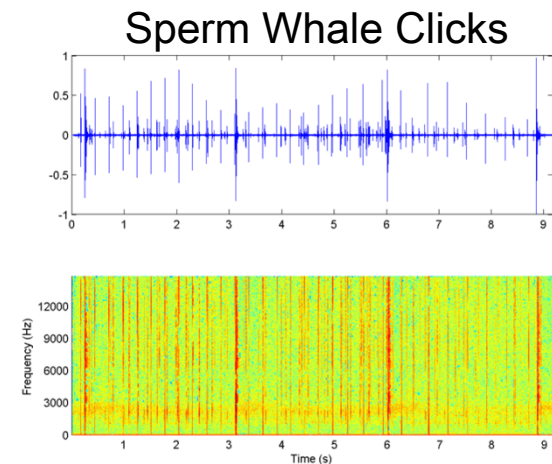 Sperm Whale Clicks
1
0.5
0
-0.5
-1
0 1 2 3 4 5 6 7 8 9
Frequency (Hz)
12000
9000
6000
3000
0
1 2 3 4 5 6 7 8 9
Time (s)